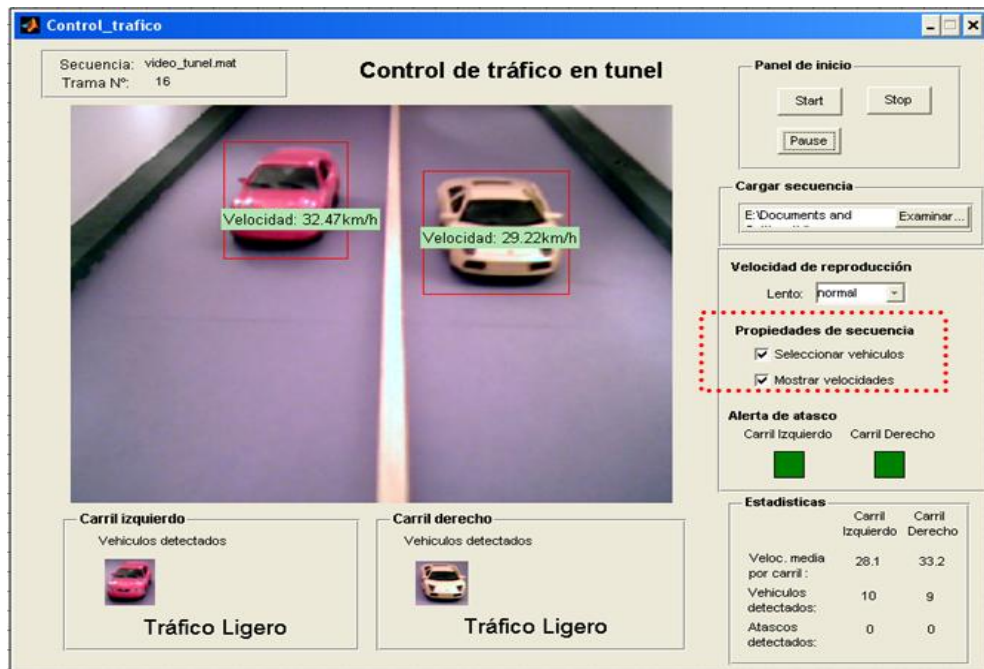 Control_trafico
Secuencia: video_tunel.mat
Trama Nº: 16
Control de tráfico en tunel
Velocidad: 32.47km/h
Velocidad: 29.22km/h
Panel de inicio
Start
Stop
Pause
Cargar secuencia
E:\Documents and
Examinar...
Velocidad de reproducción
Lento: normal
Propiedades de secuencia
Seleccionar vehiculos
Mostrar velocidades
Alerta de atasco
Carril Izquierdo Carril Derecho
Carril izquierdo
Vehiculos detectados
Tráfico Ligero
Carril derecho
Vehiculos detectados
Tráfico Ligero
Estadisticas
Carril Carril
Izquierdo Derecho
Veloc. media
por carril : 28.1 33.2
Vehiculos
detectados: 10 9
Atascos
detectados: 0 0